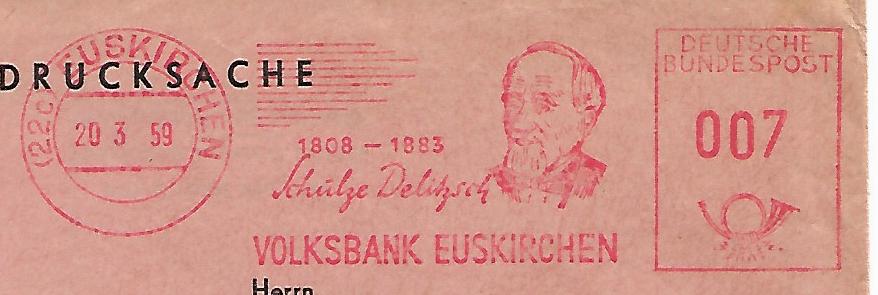 (22c) EUSKIRCHEN
20 3 59
DRUCKSACHE
1808 – 1883
Schulze Delitzsch
VOLKSBANK EUSKIRCHEN
DEUTSCHE
BUNDESPOST
007
Herrn